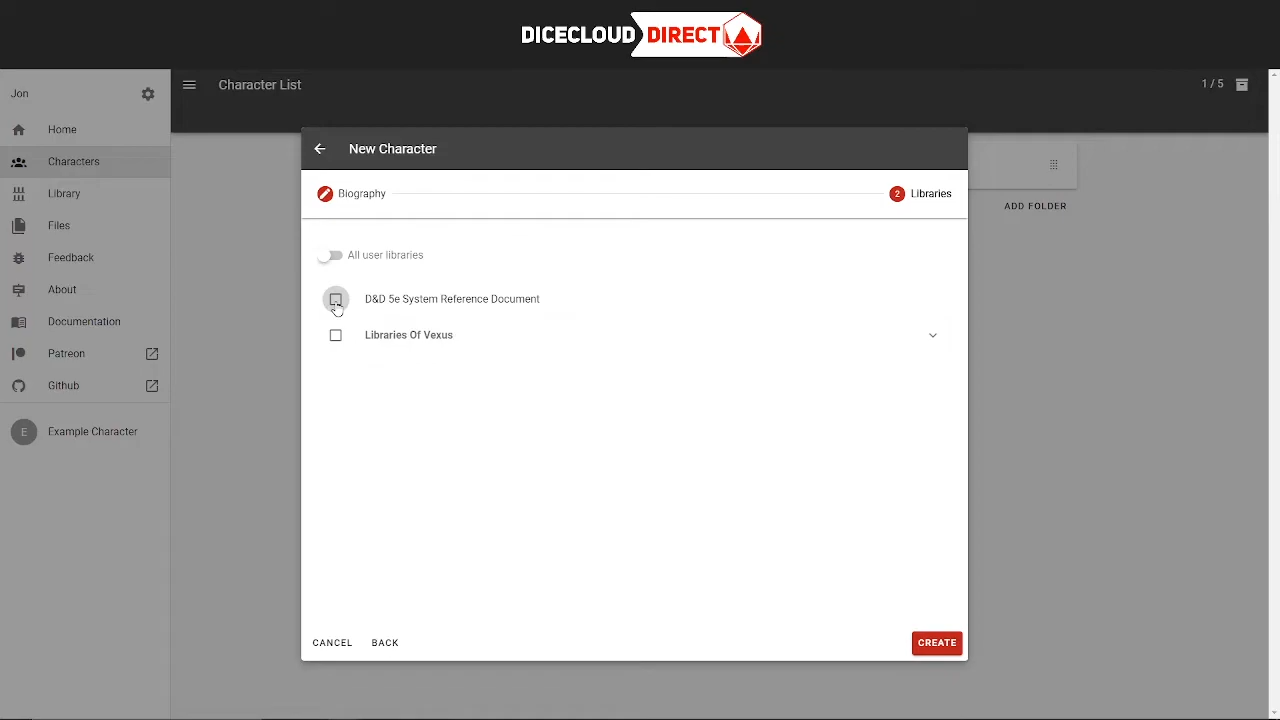 DICECLOUD DIRECT
Jon
Character List
1 / 5
Home
Characters
Library
Files
Feedback
About
Documentation
Patreon
Github
E Example Character
New Character
Biography
2 Libraries
All user libraries
D&D 5e System Reference Document
Libraries Of Vexus
CANCEL BACK CREATE
ADD FOLDER